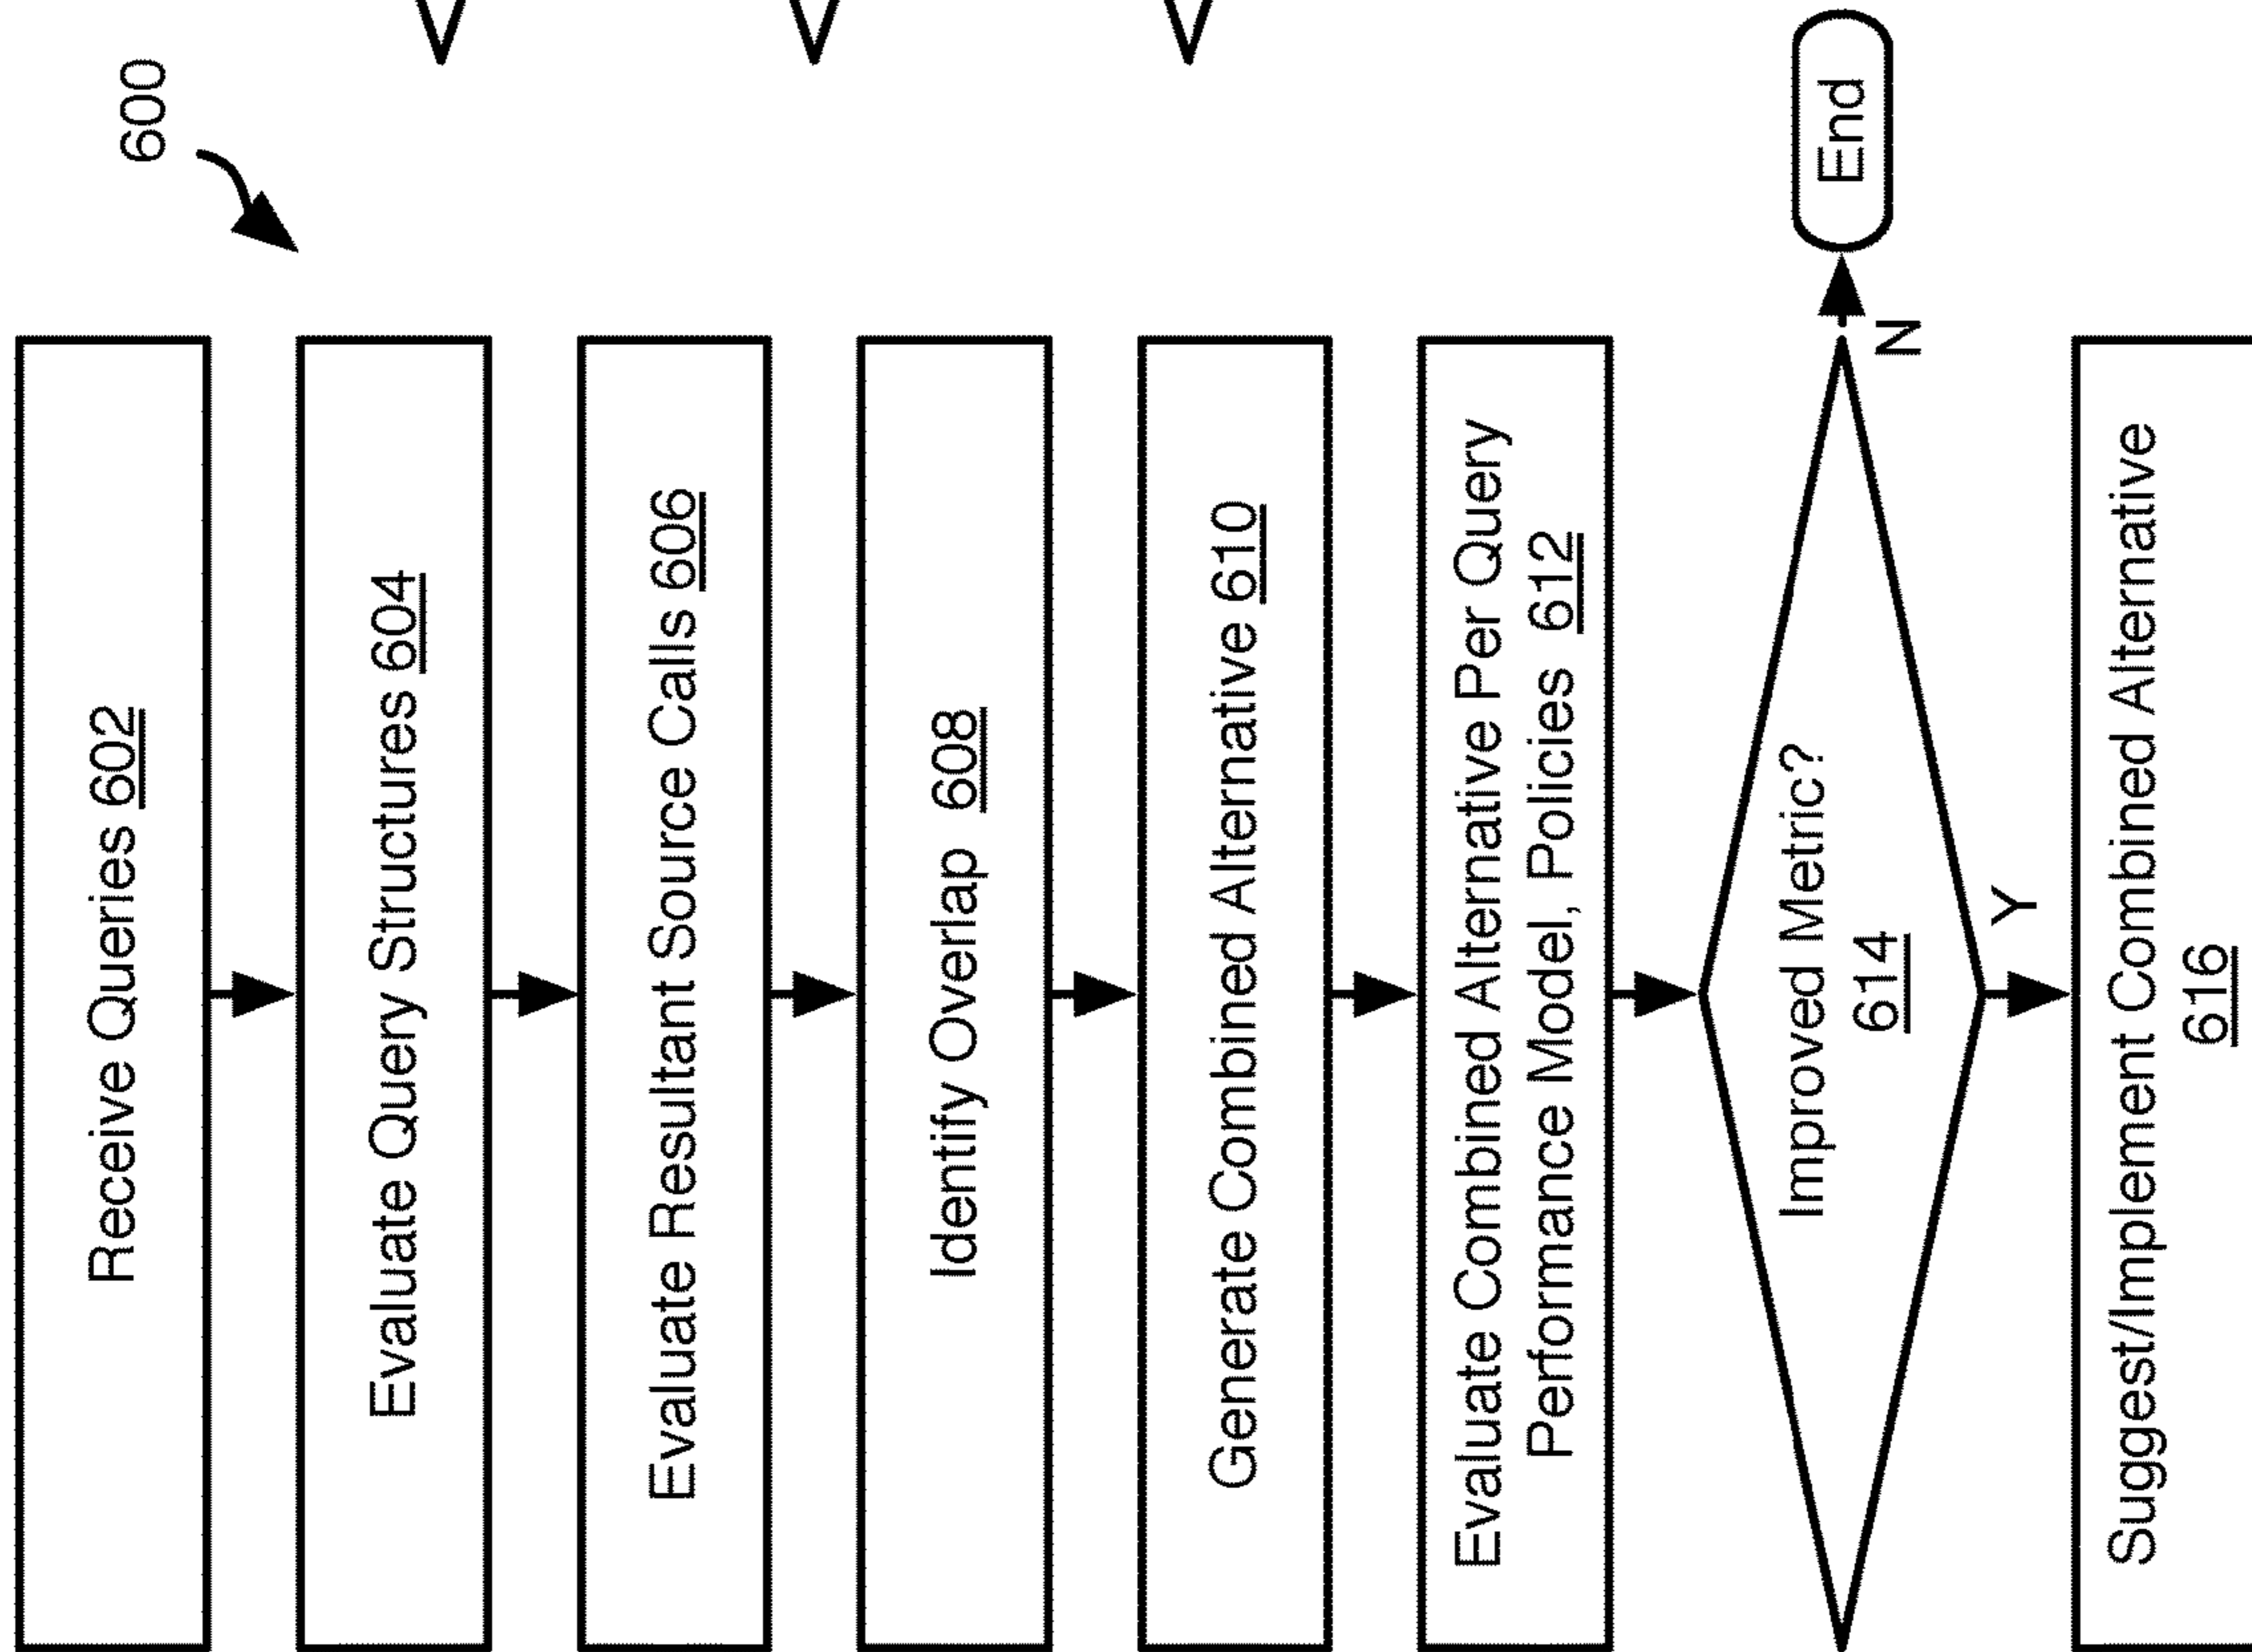 600
Receive Queries 602
Evaluate Query Structures 604
Evaluate Resultant Source Calls 606
Identify Overlap 608
Generate Combined Alternative 610
Evaluate Combined Alternative Per Query
Performance Model, Policies 612
Improved Metric?
614
N
End
Y
Suggest/Implement Combined Alternative
616